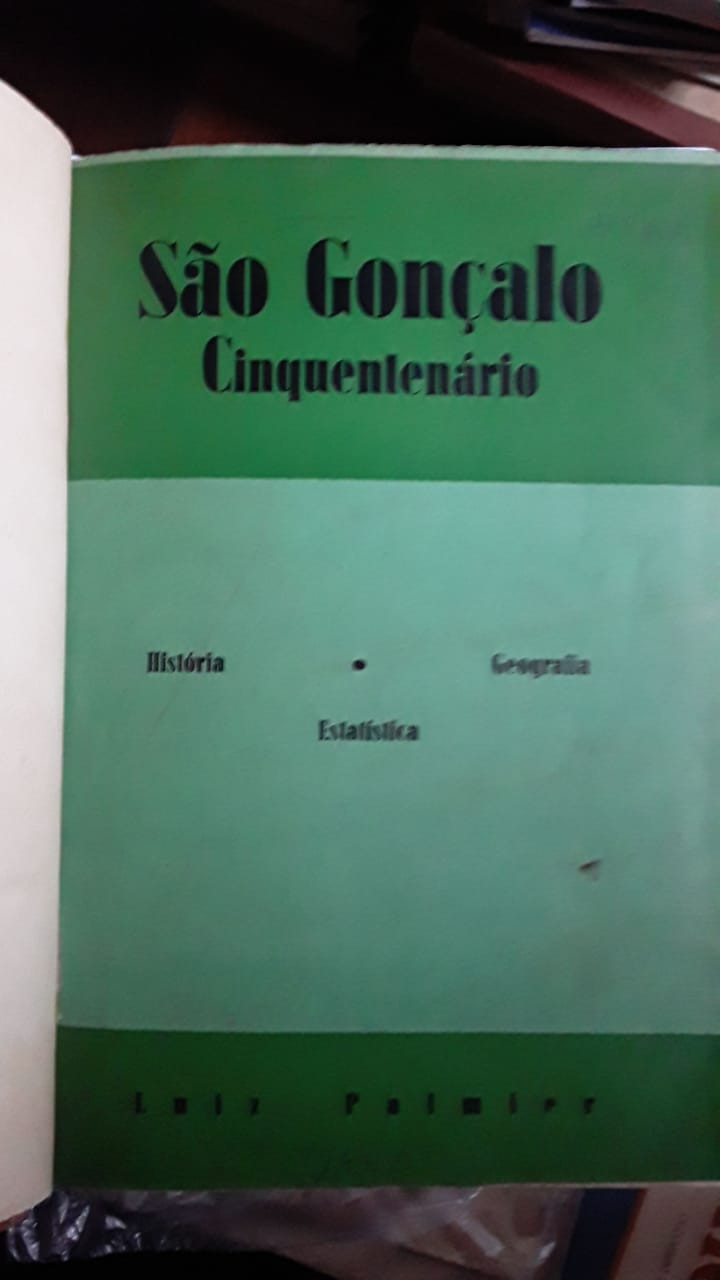 São Gonçalo
Cinquentenário
História • Geografia
Estatística
Luiz Palmier